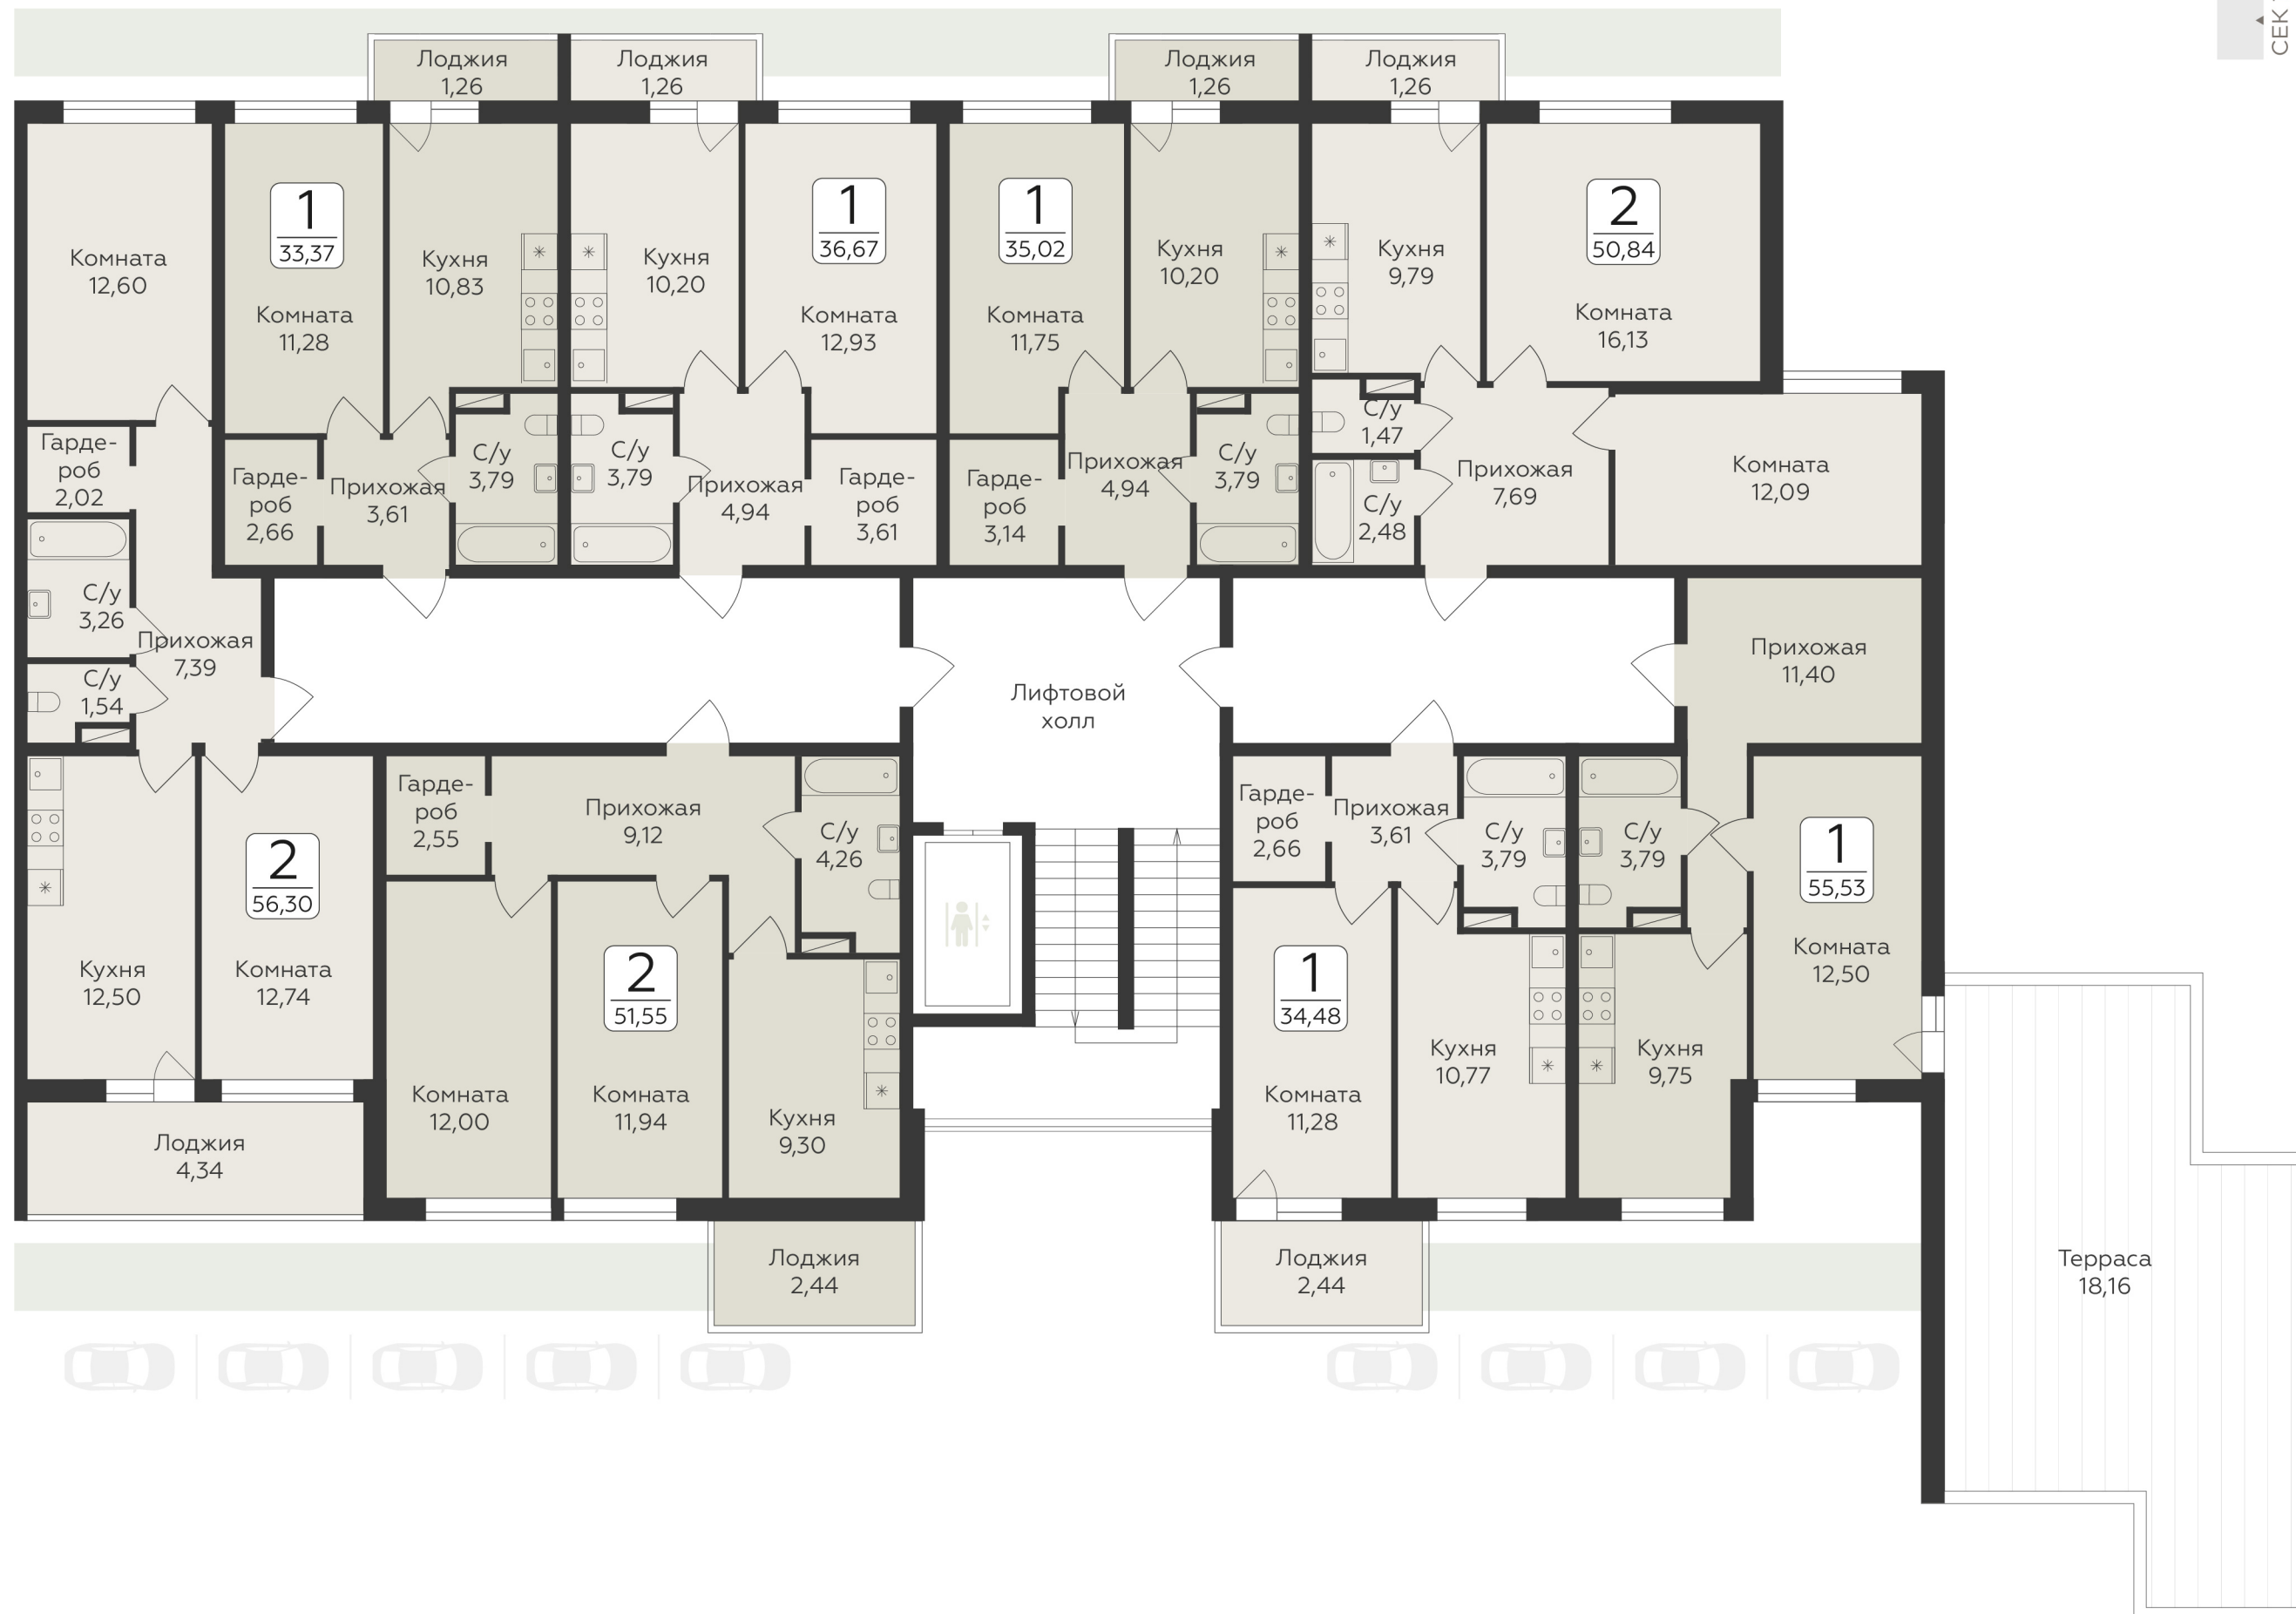 СЕК
Лоджия
1,26
Лоджия
1,26
Лоджия
1,26
Лоджия
1,26
Комната
12,60
1
33,37
Комната
11,28
Кухня
10,83
Кухня
10,20
1
36,67
Комната
12,93
1
35,02
Комната
11,75
Кухня
10,20
Кухня
9,79
2
50,84
Комната
16,13
Гарде-
роб
2,02
Гарде-
роб
2,66
Прихожая
3,61
С/у
3,79
С/у
3,79
Прихожая
4,94
Гарде-
роб
3,61
Гарде-
роб
3,14
Прихожая
4,94
С/у
3,79
С/у
1,47
С/у
2,48
Прихожая
7,69
Комната
12,09
С/у
3,26
Прихожая
7,39
С/у
1,54
Лифтовой
холл
Прихожая
11,40
Кухня
12,50
2
56,30
Комната
12,74
Лоджия
4,34
Гарде-
роб
2,55
Прихожая
9,12
С/у
4,26
Комната
12,00
2
51,55
Комната
11,94
Кухня
9,30
Лоджия
2,44
Гарде-
роб
2,66
Прихожая
3,61
С/у
3,79
1
34,48
Комната
11,28
Кухня
10,77
Лоджия
2,44
С/у
3,79
Кухня
9,75
1
55,53
Комната
12,50
Терраса
18,16